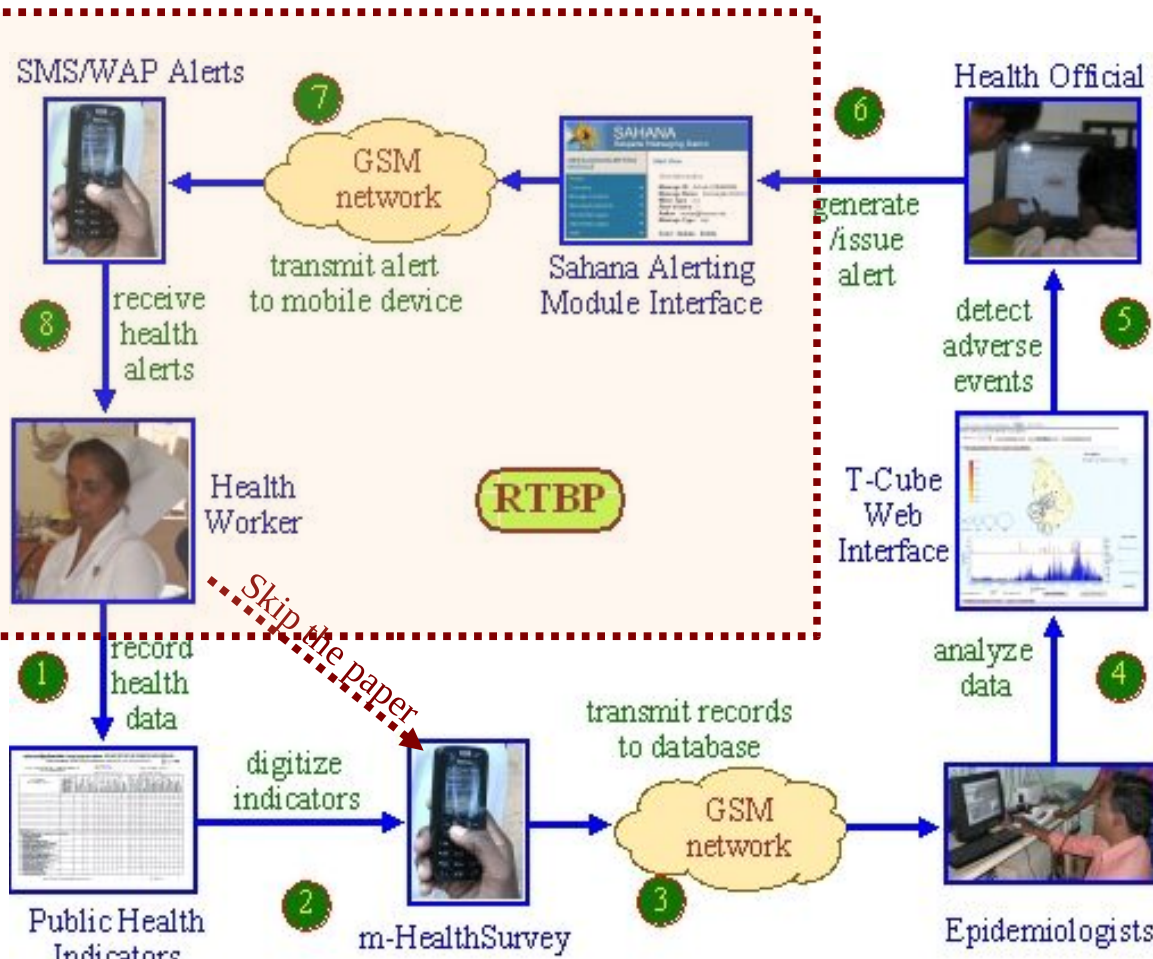 SMS/WAP Alerts
7
GSM
network
transmit alert
to mobile device
SAHANA
Sahana Alerting
Module Interface
6
generate
/issue
alert
Health Official
8
receive
health
alerts
5
detect
adverse
events
Health
Worker
RTBP
T-Cube
Web
Interface
Skip the paper
1
record
health
data
4
analyze
data
digitize
indicators
transmit records
to database
GSM
network
2
3
Public Health
Indicators
m-HealthSurvey
Epidemiologists